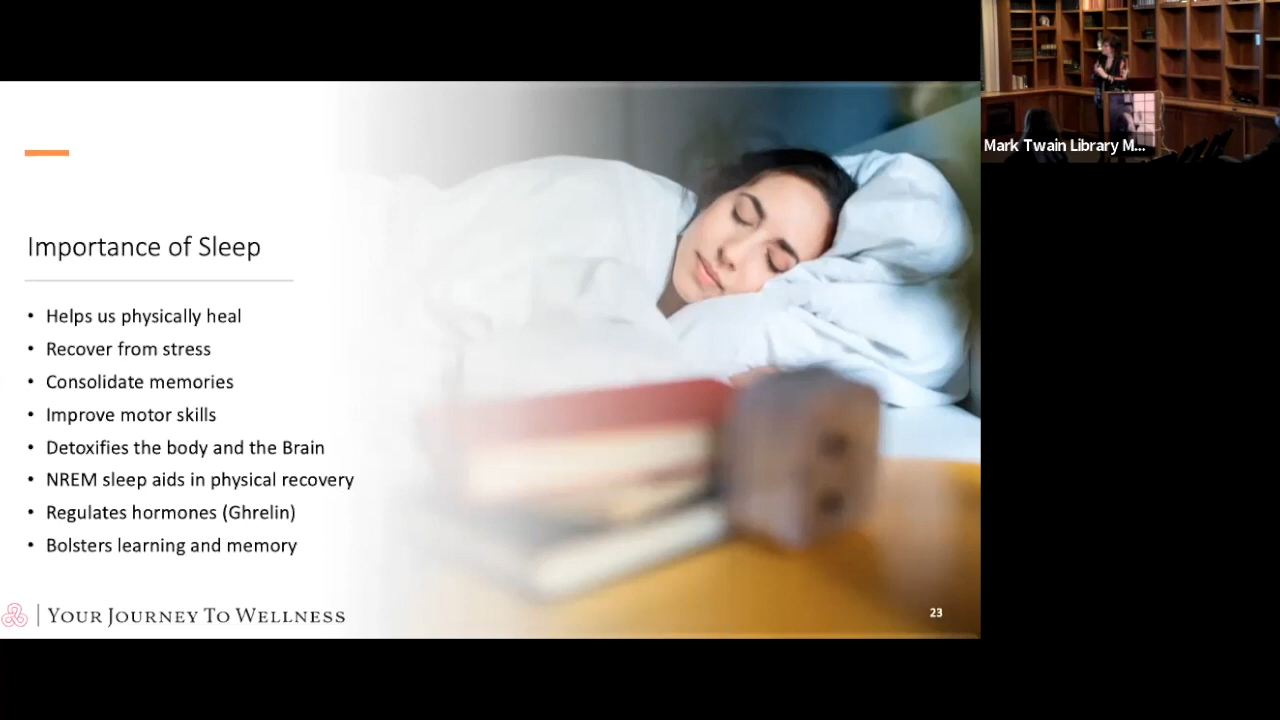 Mark Twain Library M...
Importance of Sleep
• Helps us physically heal
• Recover from stress
• Consolidate memories
• Improve motor skills
• Detoxifies the body and the Brain
• NREM sleep aids in physical recovery
• Regulates hormones (Ghrelin)
• Bolsters learning and memory
YOUR JOURNEY TO WELLNESS
23